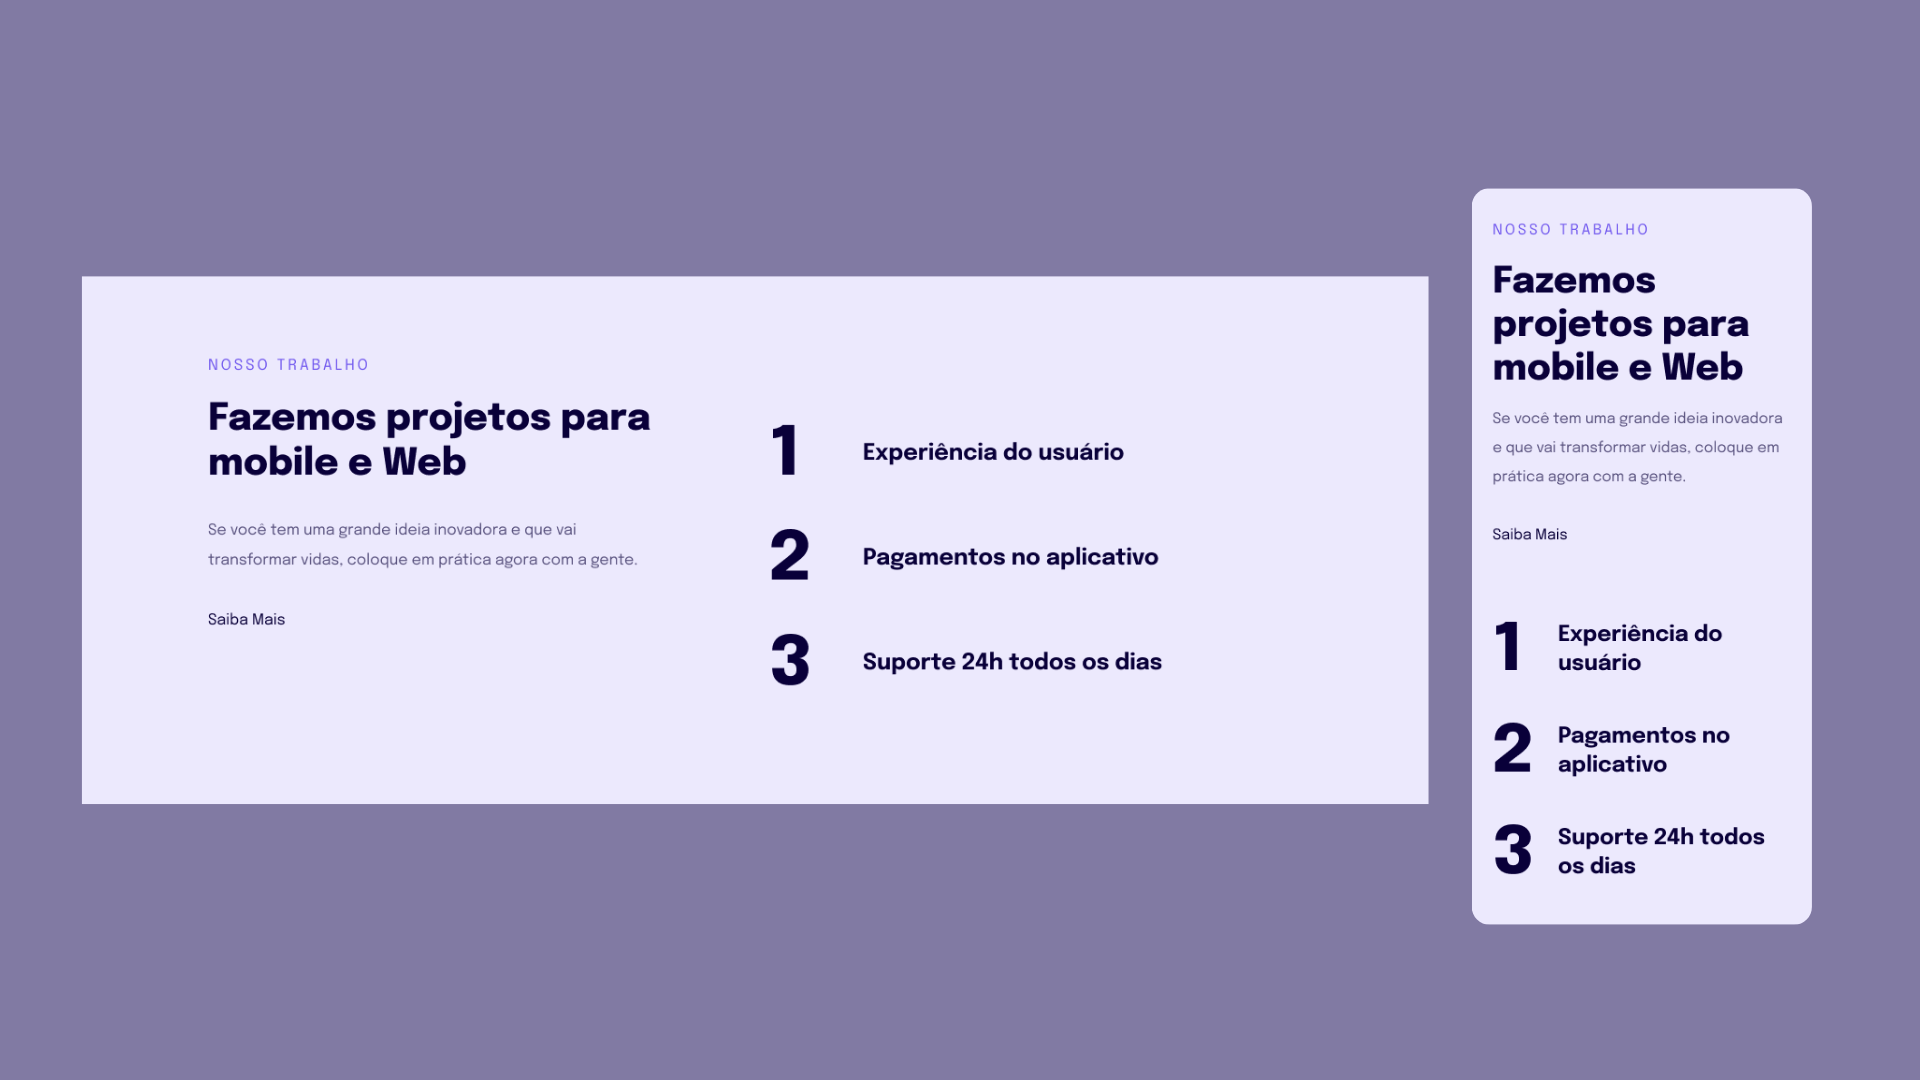 NOSSO TRABALHO
Fazemos projetos para
mobile e Web
Se você tem uma grande ideia inovadora e que vai
transformar vidas, coloque em prática agora com a gente.
Saiba Mais
1 Experiência do usuário
2 Pagamentos no aplicativo
3 Suporte 24h todos os dias
NOSSO TRABALHO
Fazemos
projetos para
mobile e Web
Se você tem uma grande ideia inovadora
e que vai transformar vidas, coloque em
prática agora com a gente.
Saiba Mais
1 Experiência do
usuário
2 Pagamentos no
aplicativo
3 Suporte 24h todos
os dias